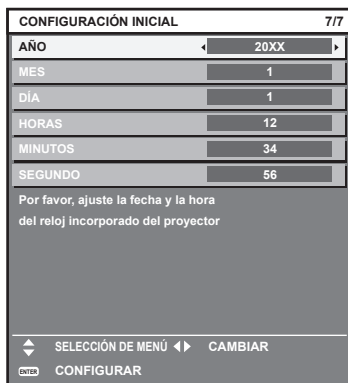 CONFIGURACIÓN INICIAL 7/7
AÑO 20XX
MES 1
DÍA 1
HORAS 12
MINUTOS 34
SEGUNDO 56
Por favor, ajuste la fecha y la hora
del reloj incorporado del proyector
SELECCIÓN DE MENÚ CAMBIAR
ENTER CONFIGURAR